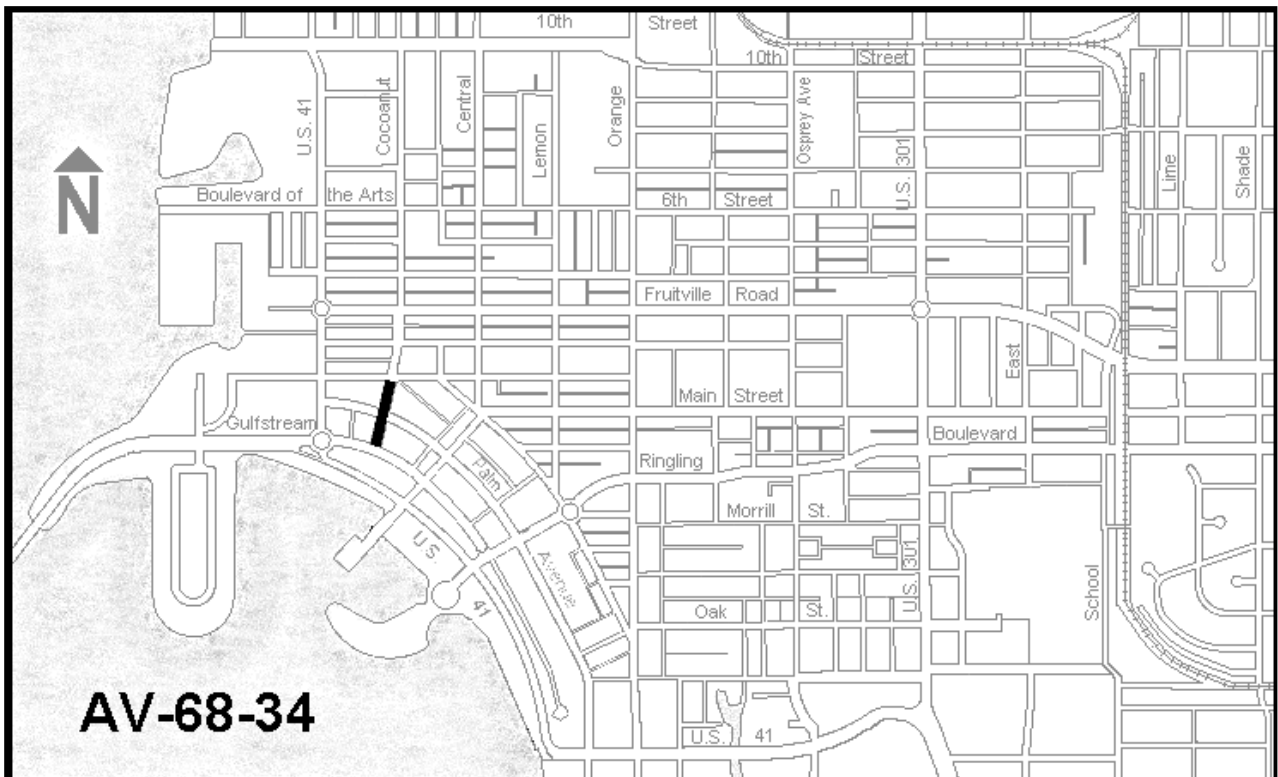 10th
Street
10th
Street
U.S. 41
Cocoanut
Central
Lemon
Orange
Osprey Ave
U.S. 301
Lime
Shade
N
Boulevard of
the Arts
6th
Street
Fruitville
Road
East
Main
Street
Gulfstream
Boulevard
Ringling
Palm
Morrill
St.
U.S.
41
Avenue
U.S. 301
School
Oak
St.
AV-68-34
U.S.
41